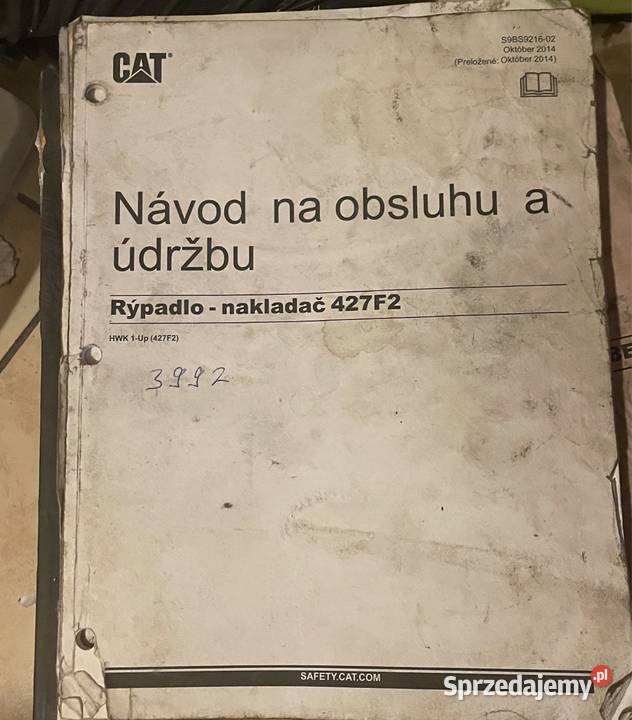 S9BS9216-02
Október 2014
(Preložené: Október 2014)
CAT®
Návod na obsluhu a
údržbu
Rýpadlo - nakladač 427F2
HWK 1-Up (427F2)
3992
SAFETY.CAT.COM
Sprzedajemy.pl